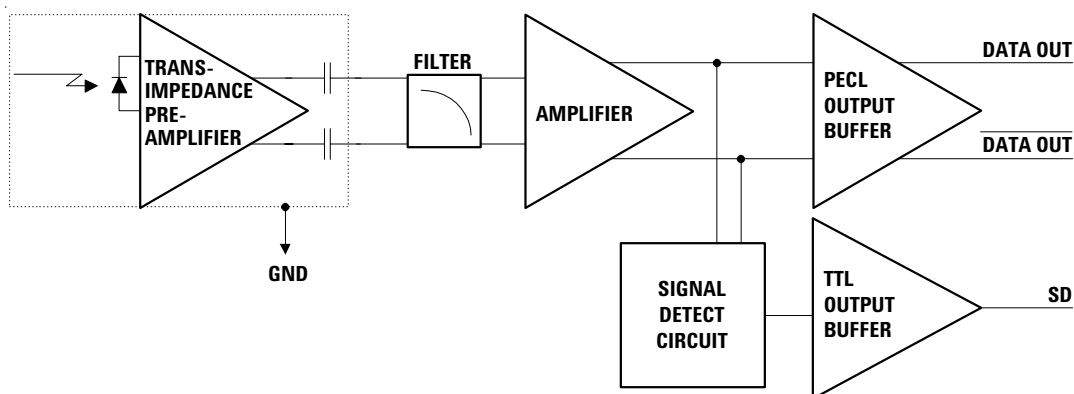 TRANS-
IMPEDANCE
PRE-
AMPLIFIER
FILTER
AMPLIFIER
PECL
OUTPUT
BUFFER
DATA OUT
DATA OUT
GND
SIGNAL
DETECT
CIRCUIT
TTL
OUTPUT
BUFFER
SD